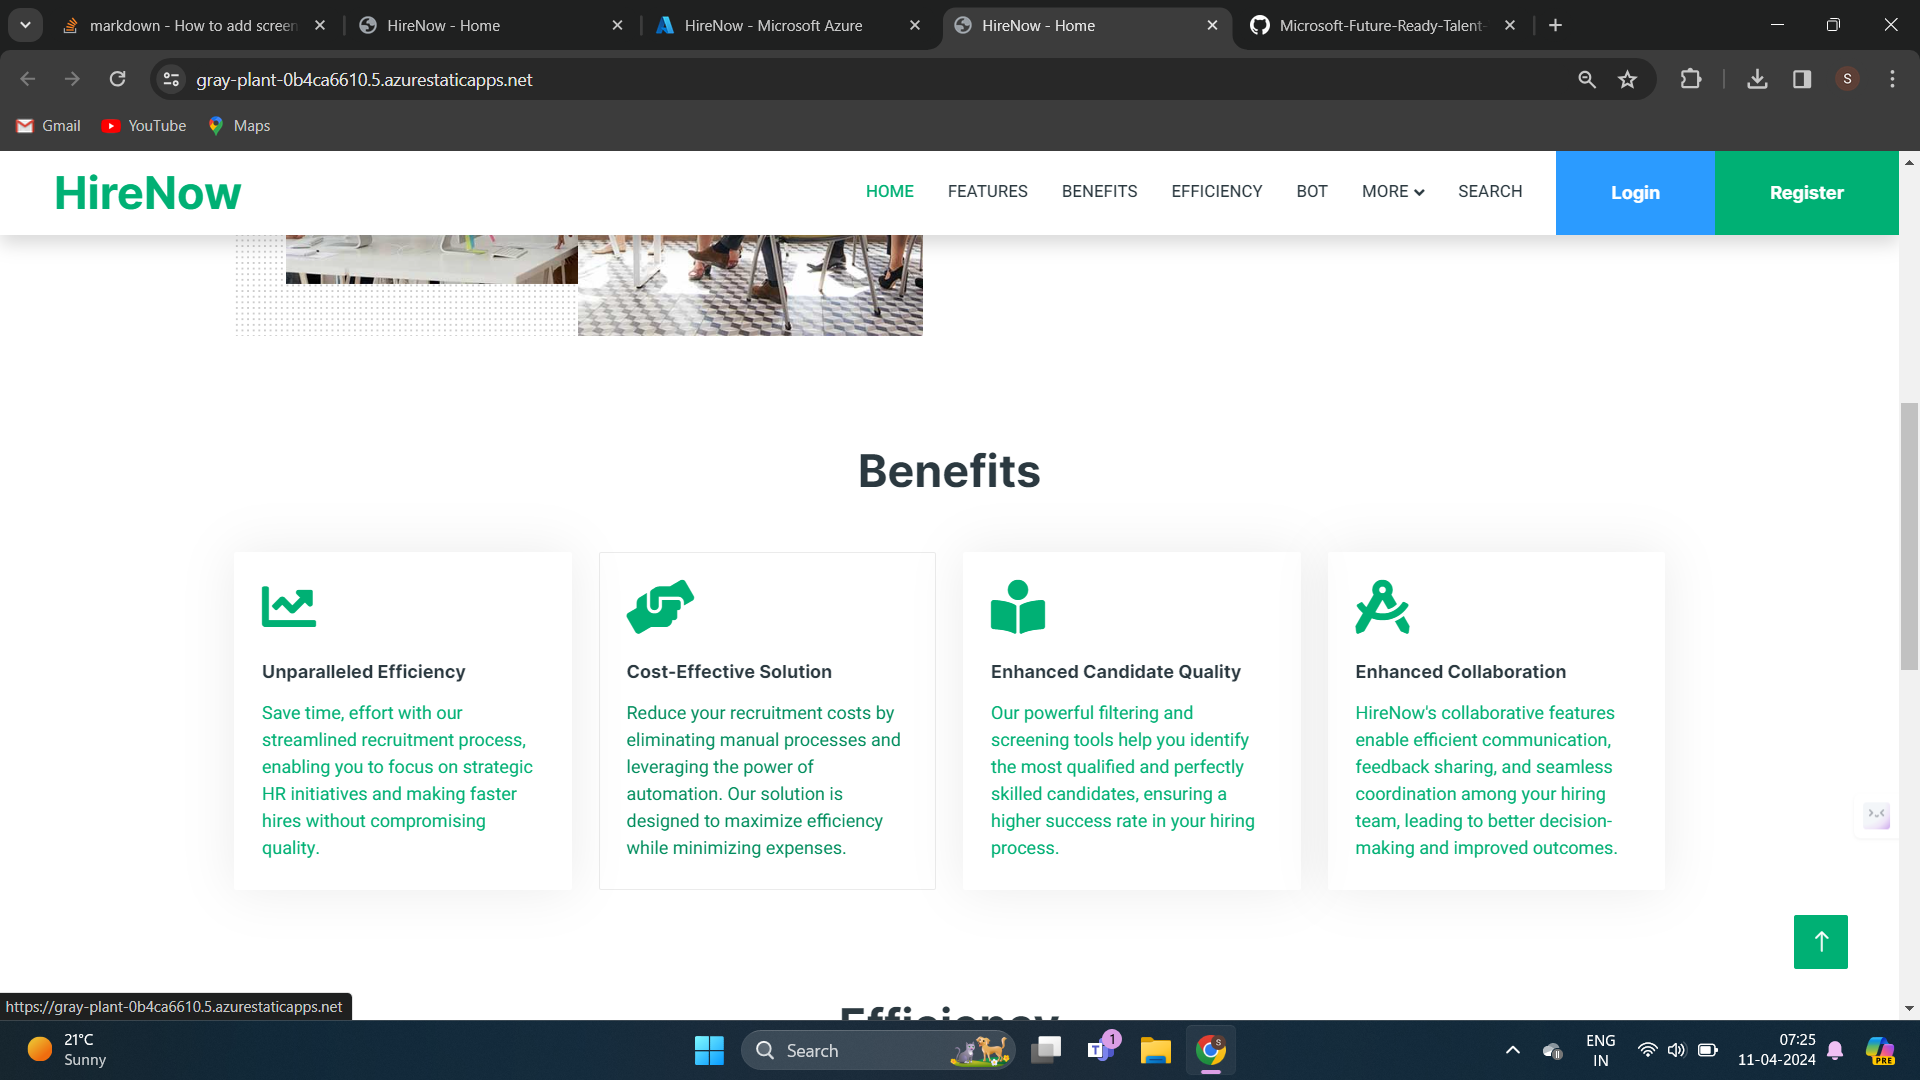 markdown - How to add screen
HireNow - Home
HireNow - Microsoft Azure
HireNow - Home
Microsoft-Future-Ready-Talent-
gray-plant-0b4ca6610.5.azurestaticapps.net
S
Gmail
YouTube
Maps
HireNow
HOME
FEATURES
BENEFITS
EFFICIENCY
BOT
MORE
SEARCH
Login
Register
Benefits
Unparalleled Efficiency
Save time, effort with our
streamlined recruitment process,
enabling you to focus on strategic
HR initiatives and making faster
hires without compromising
quality.
Cost-Effective Solution
Reduce your recruitment costs by
eliminating manual processes and
leveraging the power of
automation. Our solution is
designed to maximize efficiency
while minimizing expenses.
Enhanced Candidate Quality
Our powerful filtering and
screening tools help you identify
the most qualified and perfectly
skilled candidates, ensuring a
higher success rate in your hiring
process.
Enhanced Collaboration
HireNow's collaborative features
enable efficient communication,
feedback sharing, and seamless
coordination among your hiring
team, leading to better decision-
making and improved outcomes.
Efficiency
https://gray-plant-0b4ca6610.5.azurestaticapps.net
21°C
Sunny
Search
1
ENG
IN
07:25
11-04-2024
PRE